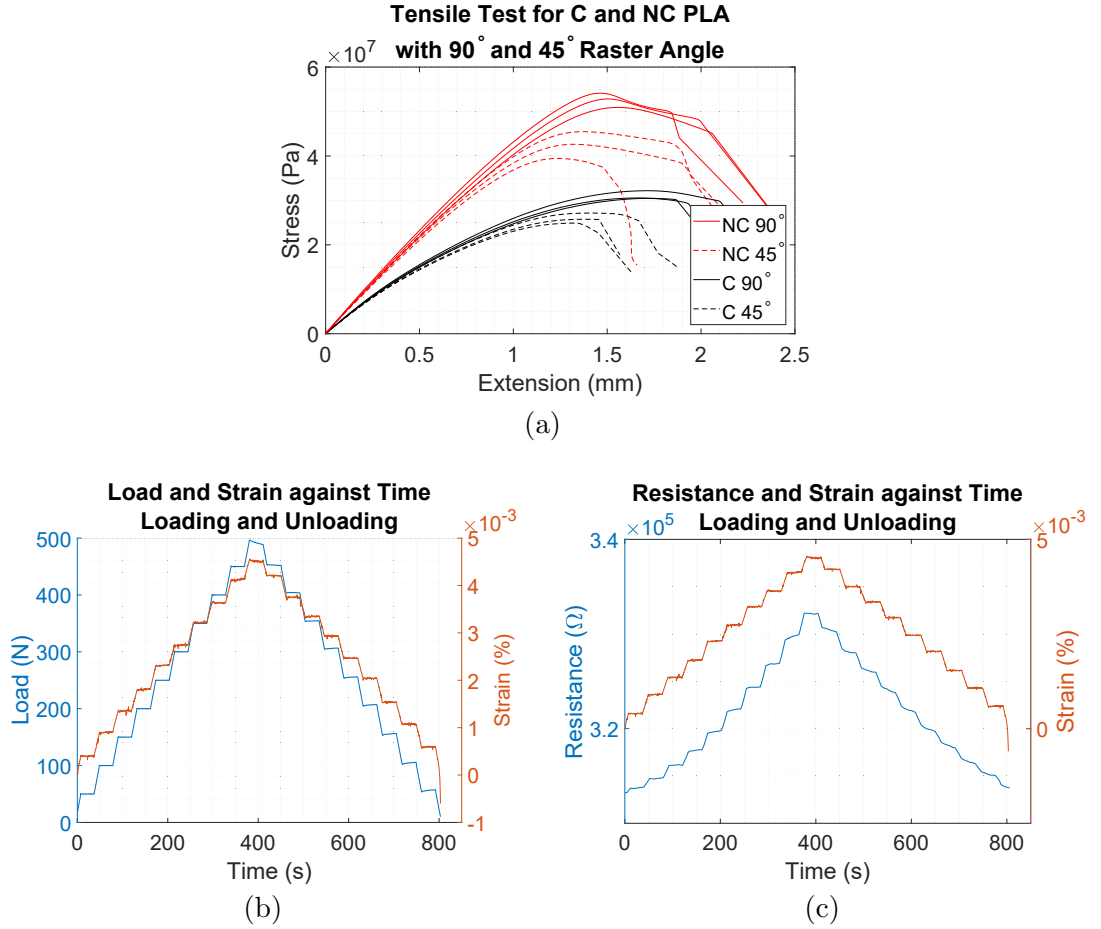 Tensile Test for C and NC PLA
with 90° and 45° Raster Angle
×10⁷
6
4
2
0
Stress (Pa)
0 0.5 1 1.5 2 2.5
Extension (mm)
NC 90°
NC 45°
C 90°
C 45°
(a)
Load and Strain against Time
Loading and Unloading
×10⁻³
500
400
300
200
100
0
Load (N)
5
4
3
2
1
0
-1
Strain (%)
0 200 400 600 800
Time (s)
(b)
Resistance and Strain against Time
Loading and Unloading
×10⁵
×10⁻³
3.4
3.2
Resistance (Ω)
5
0
Strain (%)
0 200 400 600 800
Time (s)
(c)